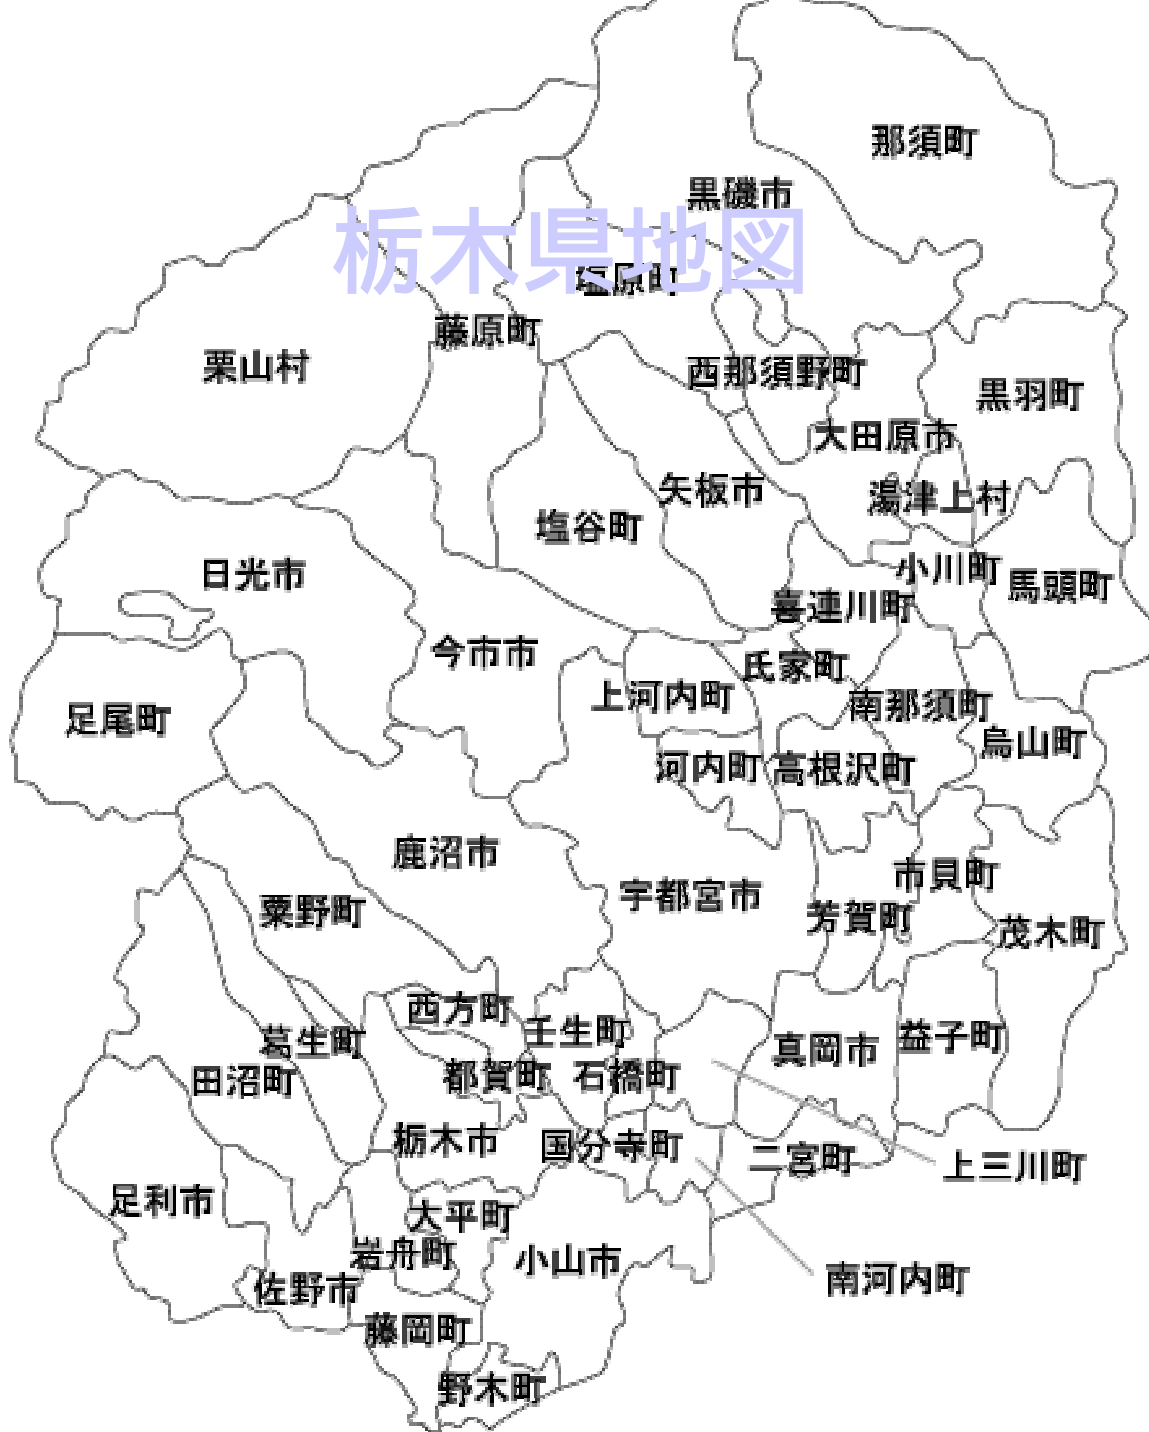 那須町
黒磯市
栃木県地図
塩原町
藤原町
栗山村
西那須野町
黒羽町
大田原市
矢板市
湯津上村
塩谷町
日光市
小川町
馬頭町
喜連川町
今市市
氏家町
上河内町
南那須町
足尾町
烏山町
河内町
高根沢町
鹿沼市
市貝町
宇都宮市
粟野町
芳賀町
茂木町
西方町
壬生町
葛生町
益子町
真岡市
都賀町
石橋町
田沼町
栃木市
国分寺町
二宮町
上三川町
足利市
大平町
岩舟町
小山市
南河内町
佐野市
藤岡町
野木町